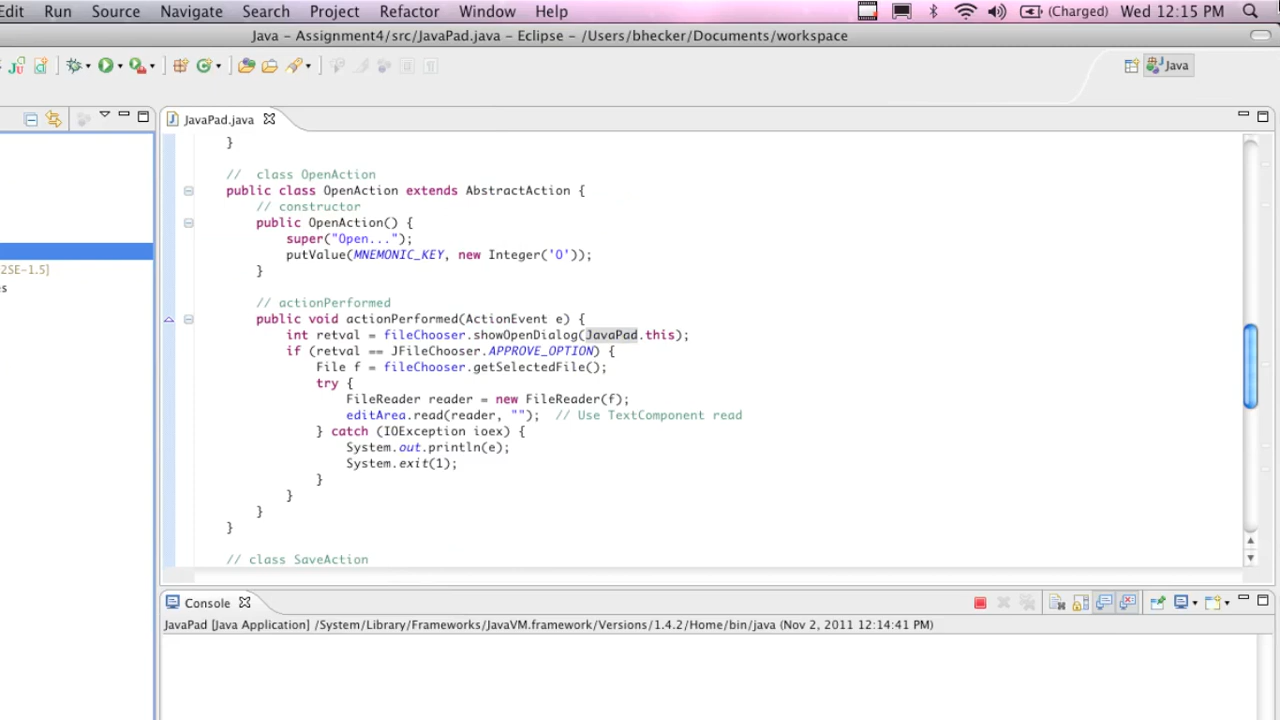 Edit Run Source Navigate Search Project Refactor Window Help (Charged) Wed 12:15 PM
Java - Assignment4/src/JavaPad.java - Eclipse - /Users/bhecker/Documents/workspace
Java
JavaPad.java
}
// class OpenAction
public class OpenAction extends AbstractAction {
// constructor
public OpenAction() {
super("Open...");
putValue(MNEMONIC_KEY, new Integer('O'));
}
2SE-1.5]
s
// actionPerformed
public void actionPerformed(ActionEvent e) {
int retval = fileChooser.showOpenDialog(JavaPad.this);
if (retval == JFileChooser.APPROVE_OPTION) {
File f = fileChooser.getSelectedFile();
try {
FileReader reader = new FileReader(f);
editArea.read(reader, ""); // Use TextComponent read
} catch (IOException ioex) {
System.out.println(e);
System.exit(1);
}
}
}
}
// class SaveAction
Console
JavaPad [Java Application] /System/Library/Frameworks/JavaVM.framework/Versions/1.4.2/Home/bin/java (Nov 2, 2011 12:14:41 PM)